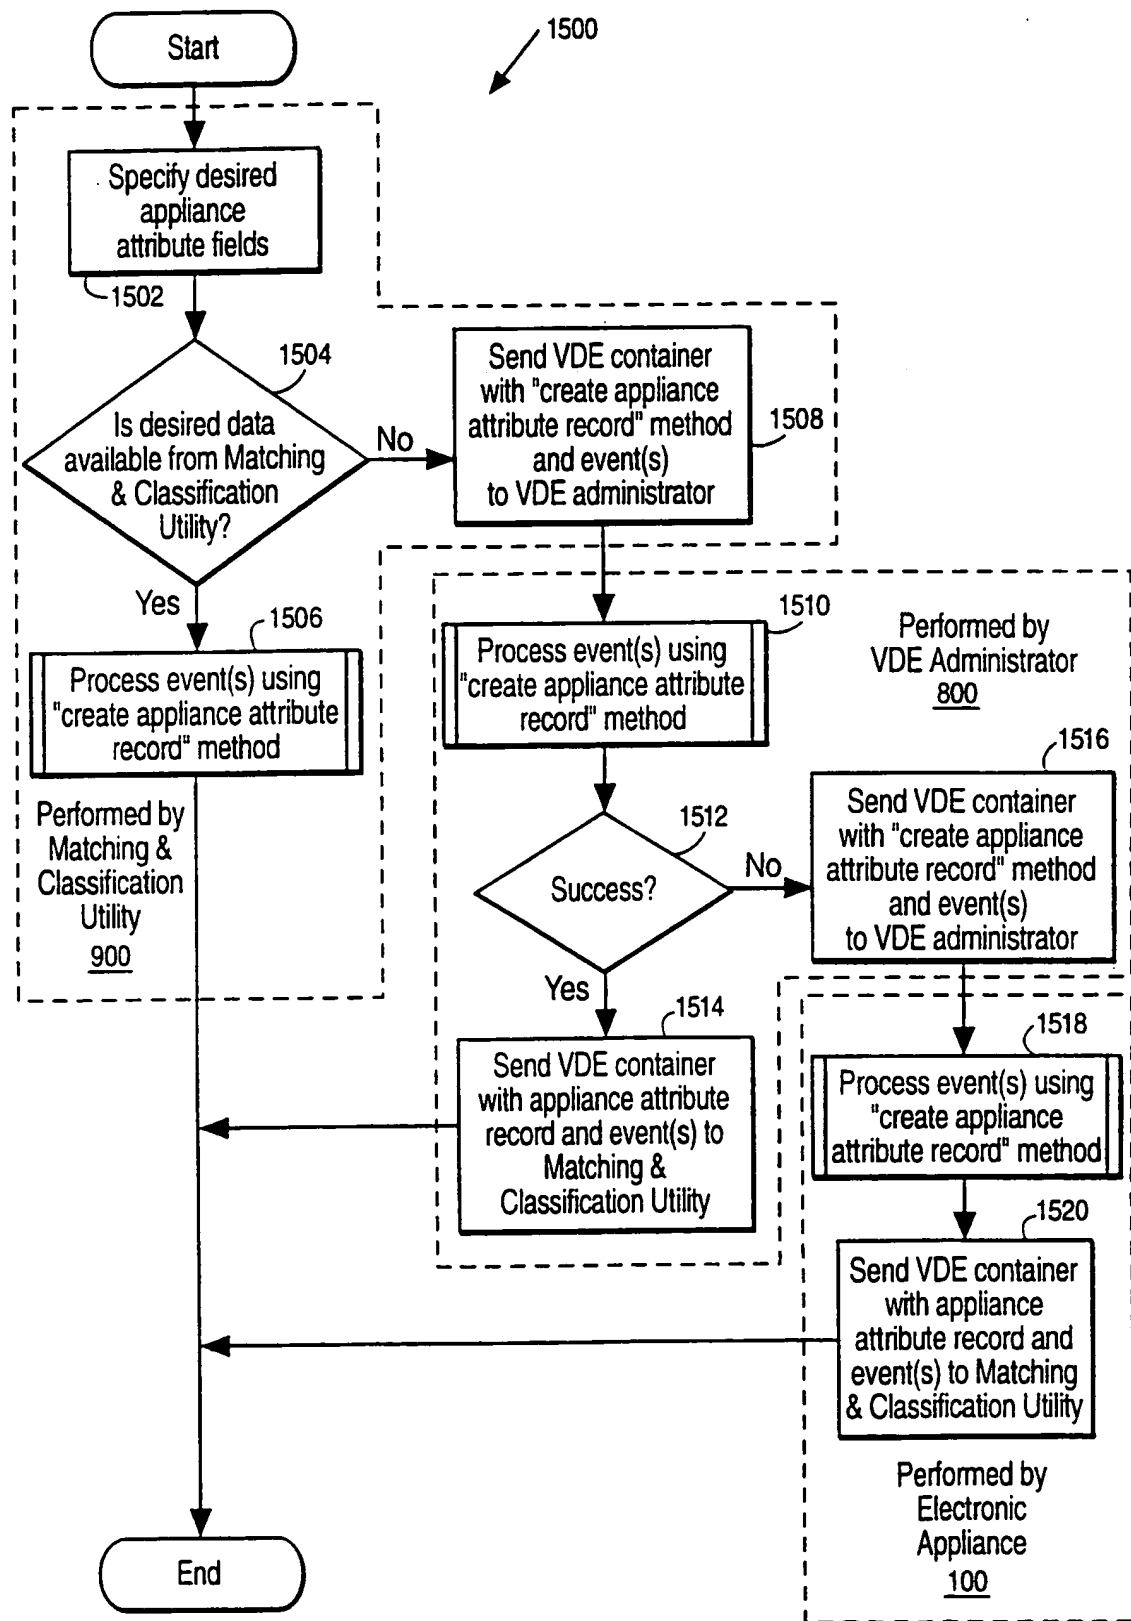 Start
1500
Specify desired
appliance
attribute fields
1502
1504
Is desired data
available from Matching
& Classification
Utility?
No
Yes
Send VDE container
with "create appliance
attribute record" method
and event(s)
to VDE administrator
1508
1506
Process event(s) using
"create appliance attribute
record" method
Performed by
Matching &
Classification
Utility
900
1510
Process event(s) using
"create appliance attribute
record" method
Performed by
VDE Administrator
800
1512
Success?
No
Yes
1516
Send VDE container
with "create appliance
attribute record" method
and event(s)
to VDE administrator
1514
Send VDE container
with appliance attribute
record and event(s) to
Matching &
Classification Utility
1518
Process event(s) using
"create appliance
attribute record" method
1520
Send VDE container
with appliance
attribute record and
event(s) to Matching
& Classification Utility
Performed by
Electronic
Appliance
100
End